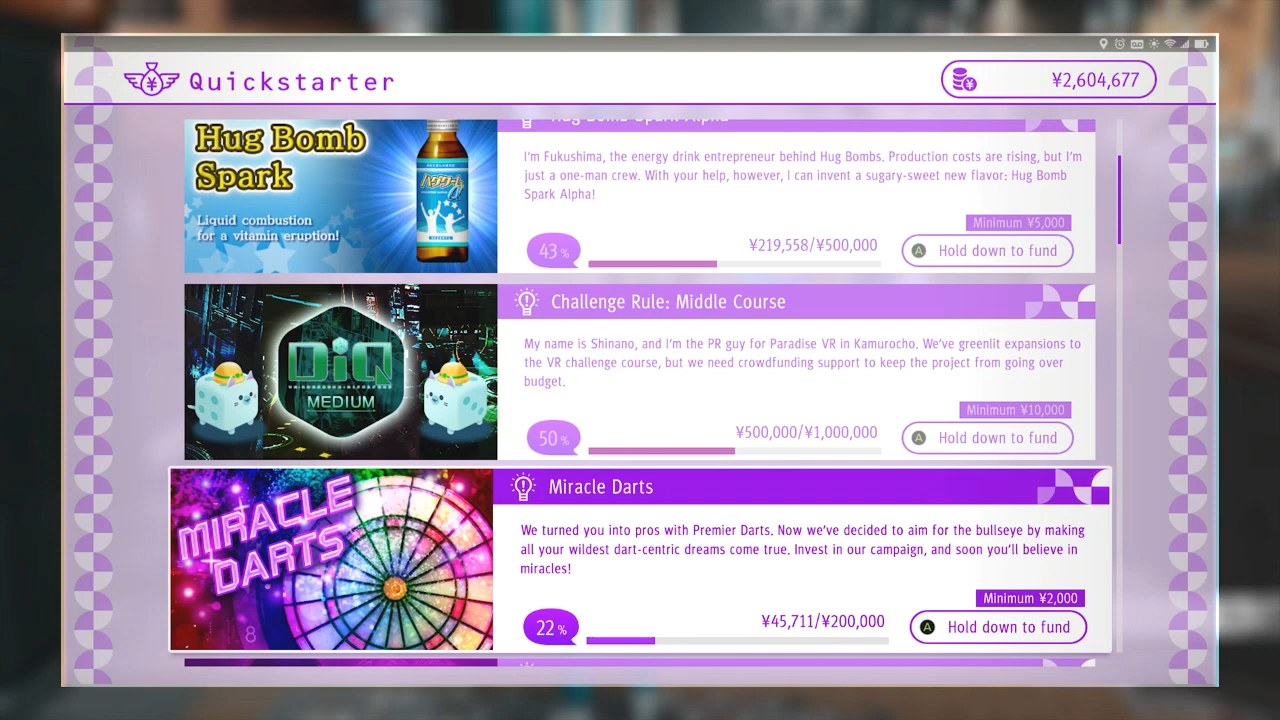 Quickstarter
¥2,604,677
Hug Bomb
Spark
Liquid combustion
for a vitamin eruption!
Hug Bomb Spark Alpha
I'm Fukushima, the energy drink entrepreneur behind Hug Bombs. Production costs are rising, but I'm
just a one-man crew. With your help, however, I can invent a sugary-sweet new flavor: Hug Bomb
Spark Alpha!
Minimum ¥5,000
43%
¥219,558/¥500,000
A Hold down to fund
DiQ
MEDIUM
Challenge Rule: Middle Course
My name is Shinano, and I'm the PR guy for Paradise VR in Kamurocho. We've greenlit expansions to
the VR challenge course, but we need crowdfunding support to keep the project from going over
budget.
Minimum ¥10,000
50%
¥500,000/¥1,000,000
A Hold down to fund
MIRACLE
DARTS
8
Miracle Darts
We turned you into pros with Premier Darts. Now we've decided to aim for the bullseye by making
all your wildest dart-centric dreams come true. Invest in our campaign, and soon you'll believe in
miracles!
Minimum ¥2,000
22%
¥45,711/¥200,000
A Hold down to fund